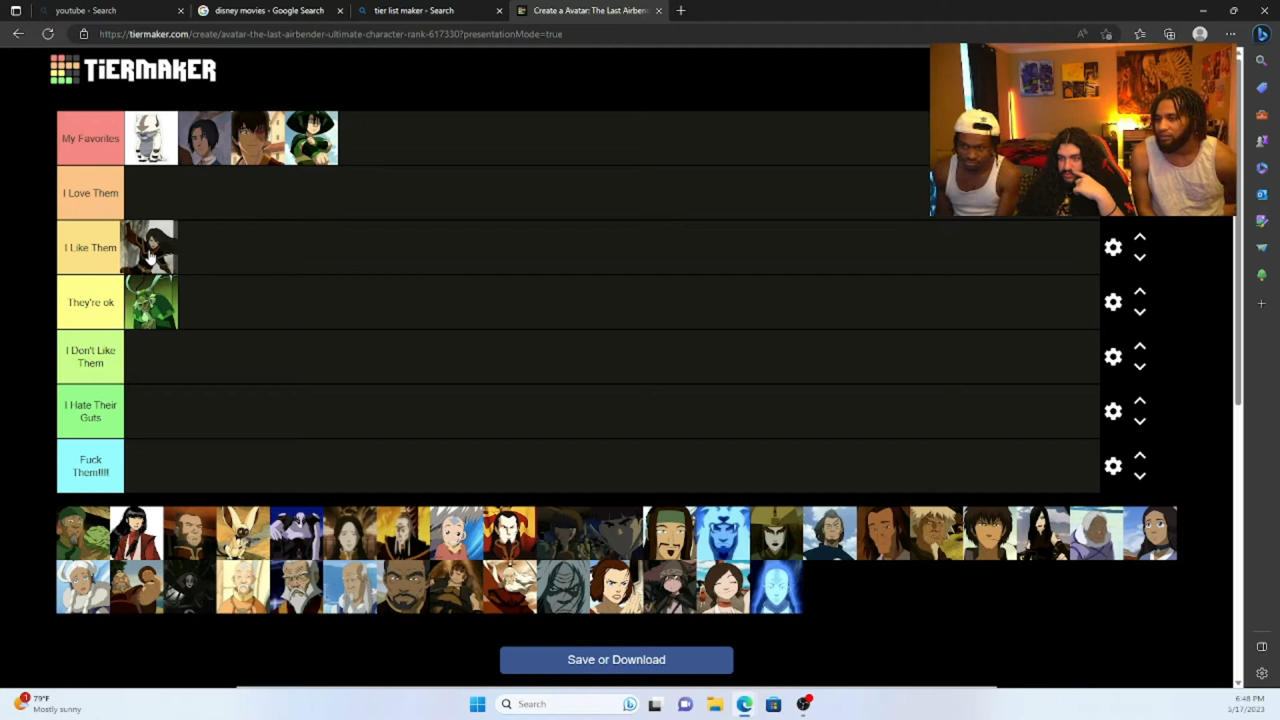 youtube - Search
disney movies - Google Search
tier list maker - Search
Create a Avatar: The Last Airben
https://tiermaker.com/create/avatar-the-last-airbender-ultimate-character-rank-617330?presentationMode=true
TiERMAKER
My Favorites
I Love Them
I Like Them
They're ok
I Don't Like
Them
I Hate Their
Guts
Fuck
Them!!!!
Save or Download
1
79°F
Mostly sunny
Search
6:48 PM
5/17/2023